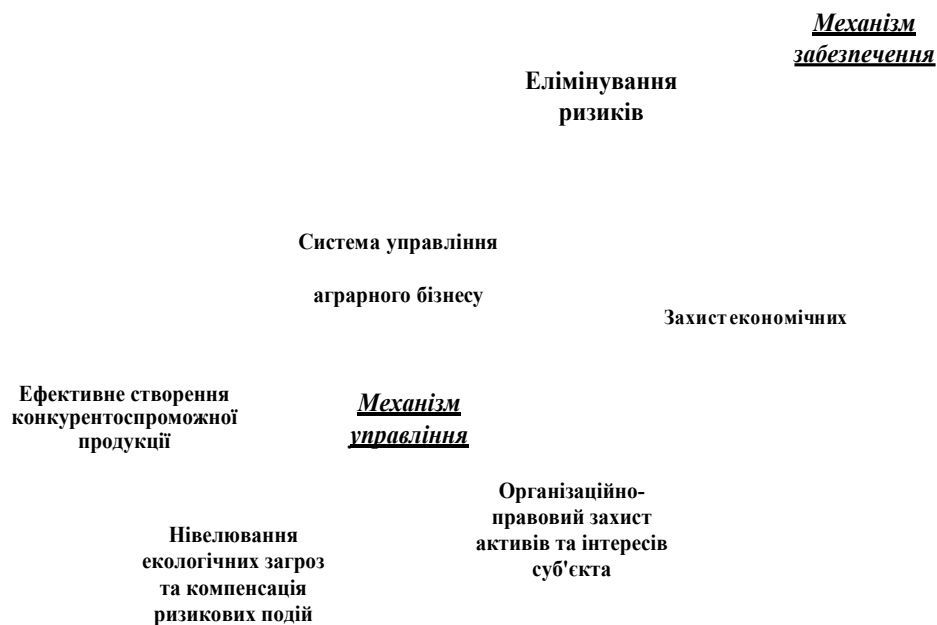 Механізм
забезпечення
Елімінування
ризиків
Система управління
аграрного бізнесу
Захист економічних
Ефективне створення
конкурентоспроможної
продукції
Механізм
управління
Організаційно-
правовий захист
активів та інтересів
суб'єкта
Нівелювання
екологічних загроз
та компенсація
ризикових подій